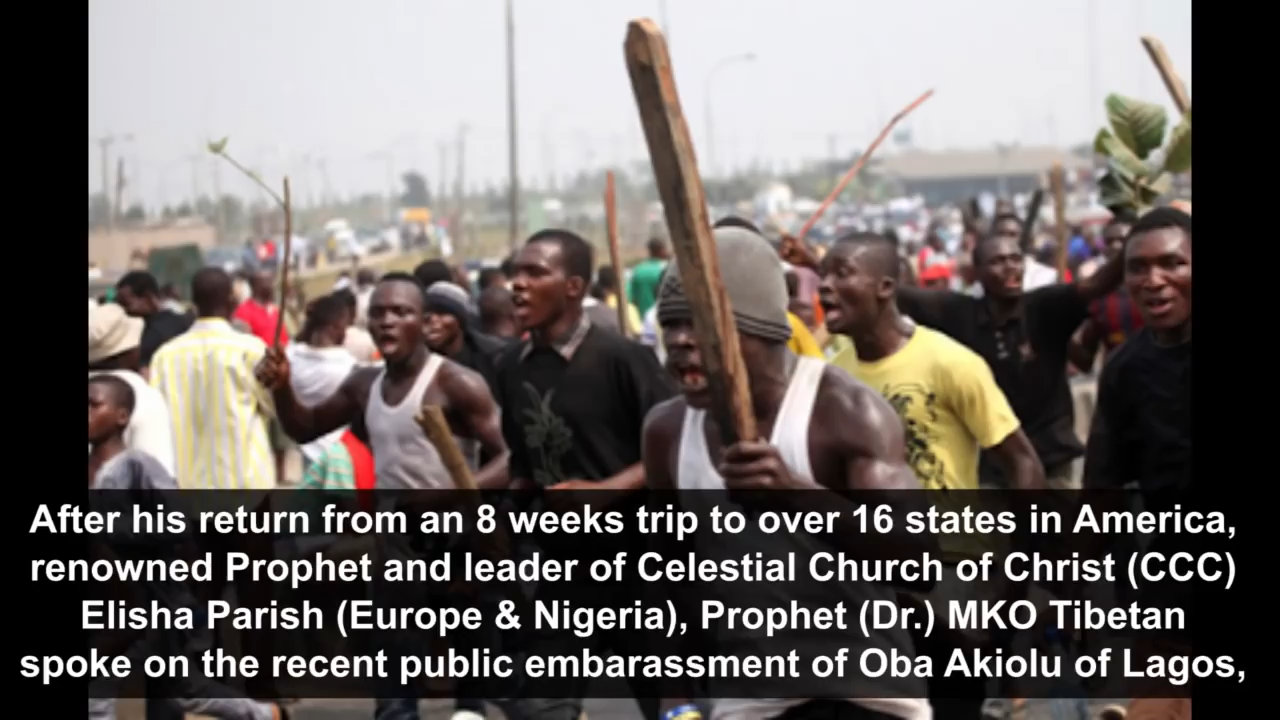 After his return from an 8 weeks trip to over 16 states in America,
renowned Prophet and leader of Celestial Church of Christ (CCC)
Elisha Parish (Europe & Nigeria), Prophet (Dr.) MKO Tibetan
spoke on the recent public embarassment of Oba Akiolu of Lagos,